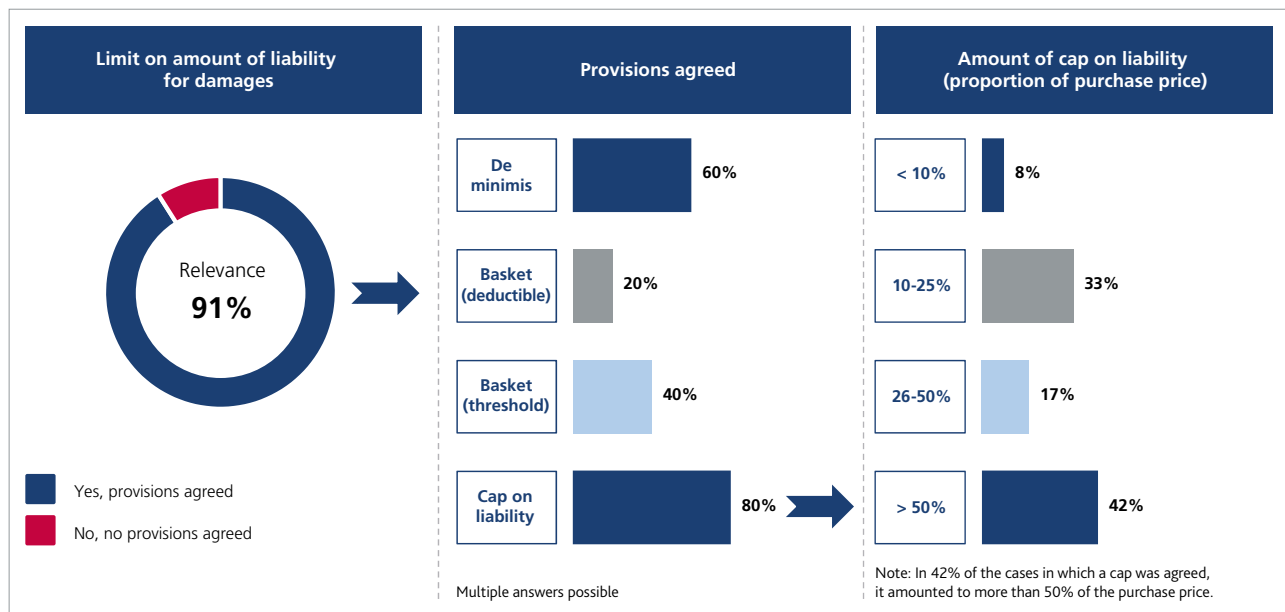 Limit on amount of liability
for damages
Relevance
91%
Yes, provisions agreed
No, no provisions agreed
Provisions agreed
De
minimis
60%
Basket
(deductible)
20%
Basket
(threshold)
40%
Cap on
liability
80%
Multiple answers possible
Amount of cap on liability
(proportion of purchase price)
< 10%
8%
10-25%
33%
26-50%
17%
> 50%
42%
Note: In 42% of the cases in which a cap was agreed,
it amounted to more than 50% of the purchase price.